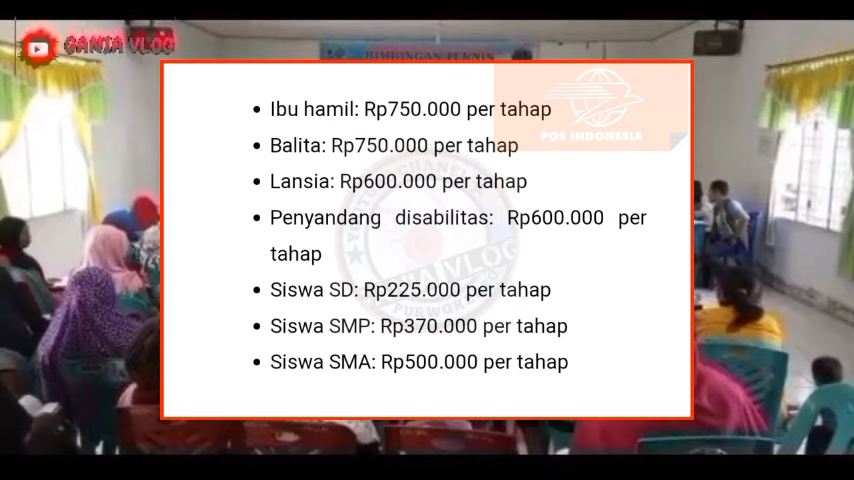 GANJA VLOG
BIMBINGAN TEKNIS
POS INDONESIA
• Ibu hamil: Rp750.000 per tahap
• Balita: Rp750.000 per tahap
• Lansia: Rp600.000 per tahap
• Penyandang disabilitas: Rp600.000 per
tahap
• Siswa SD: Rp225.000 per tahap
• Siswa SMP: Rp370.000 per tahap
• Siswa SMA: Rp500.000 per tahap